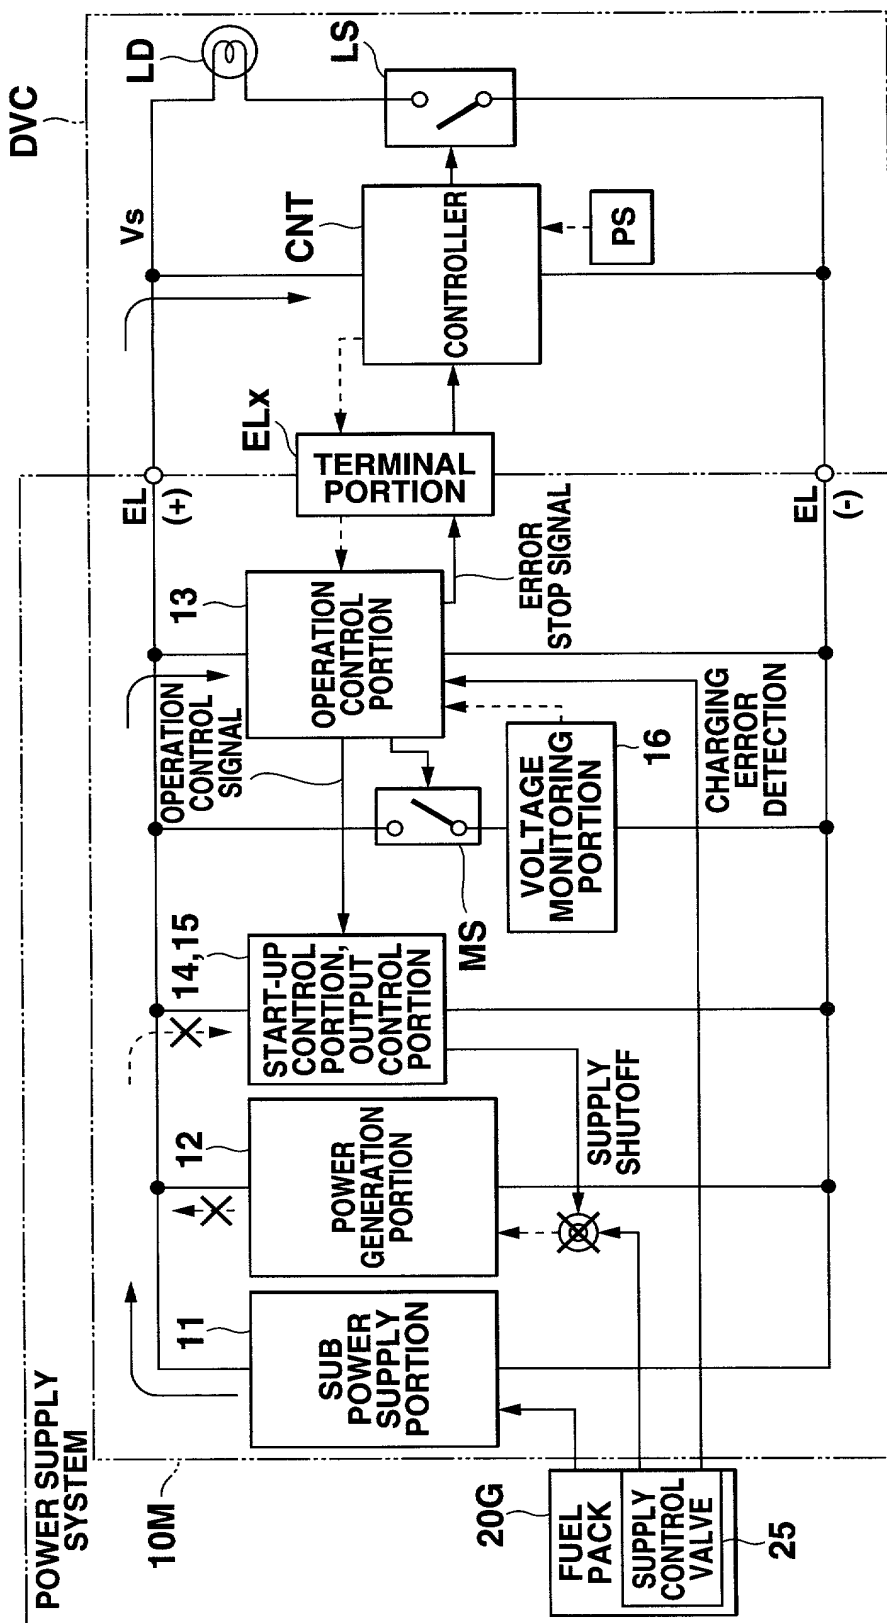 POWER SUPPLY
SYSTEM
DVC
10M
11
SUB
POWER
SUPPLY
PORTION
12
POWER
GENERATION
PORTION
14,15
START-UP
CONTROL
PORTION,
OUTPUT
CONTROL
PORTION
OPERATION
CONTROL
SIGNAL
13
OPERATION
CONTROL
PORTION
EL
(+)
ELx
TERMINAL
PORTION
Vs
CNT
CONTROLLER
LD
LS
PS
MS
VOLTAGE
MONITORING
PORTION
16
ERROR
STOP SIGNAL
SUPPLY
SHUTOFF
CHARGING
ERROR
DETECTION
EL
(-)
20G
FUEL
PACK
SUPPLY
CONTROL
VALVE
25